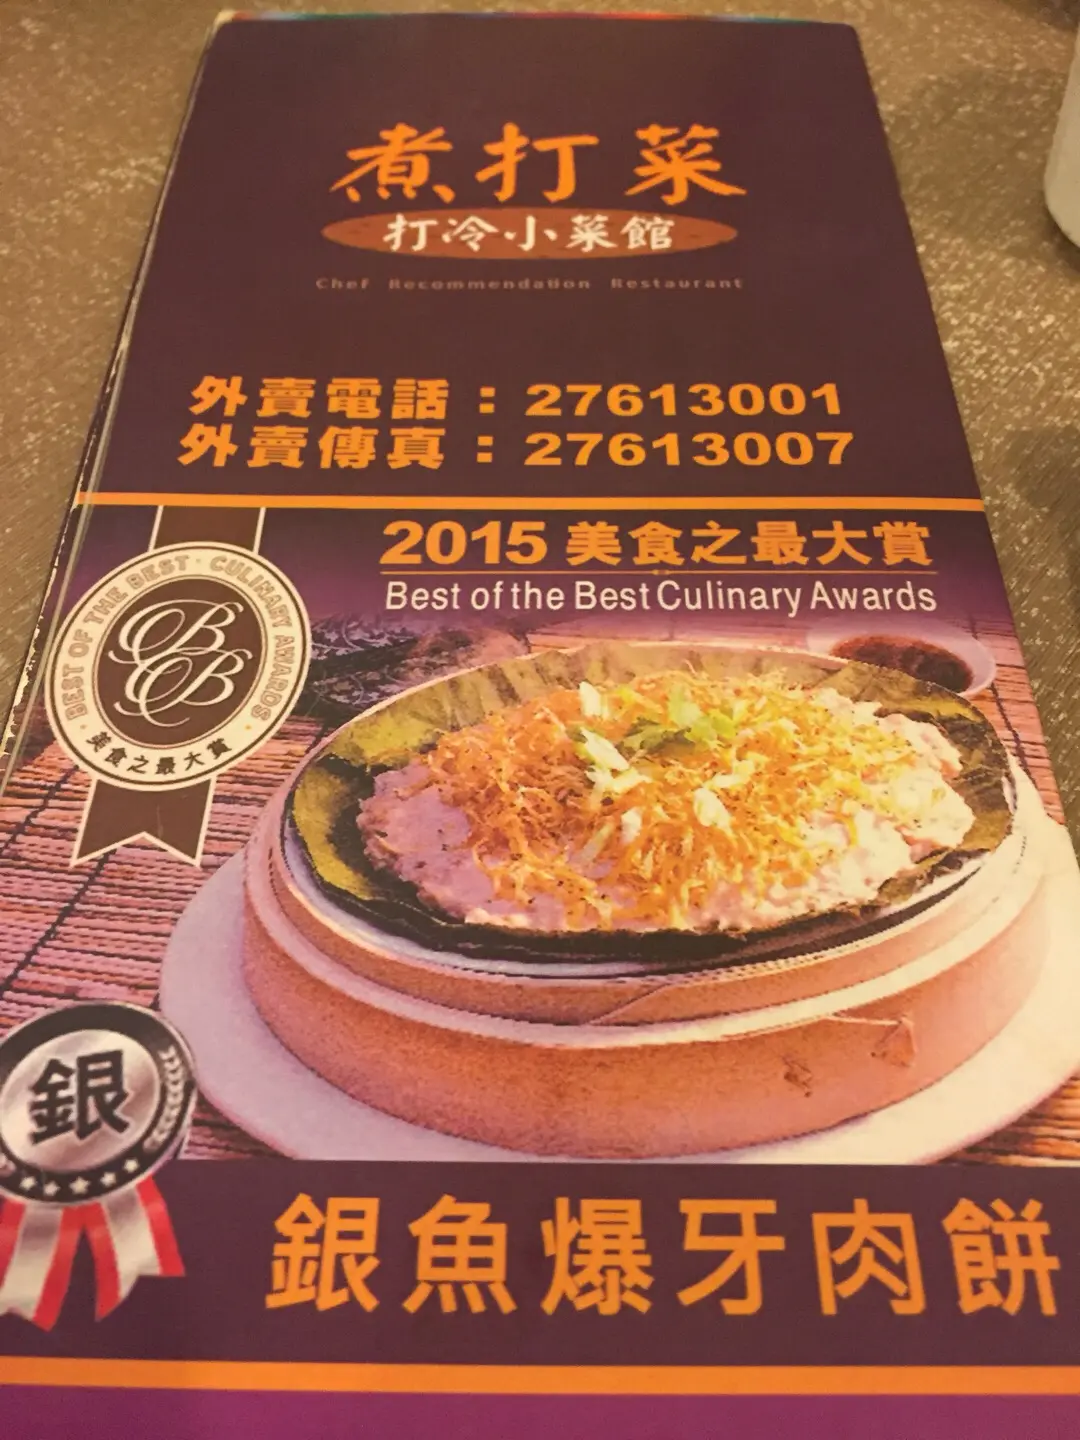 煮打菜
打冷小菜館
Chef Recommendation Restaurant
外賣電話：27613001
外賣傳真：27613007
2015 美食之最大賞
Best of the Best Culinary Awards
BEST OF THE BEST · CULINARY AWARDS ·
BB
美食之最大賞
銀
銀魚爆牙肉餅